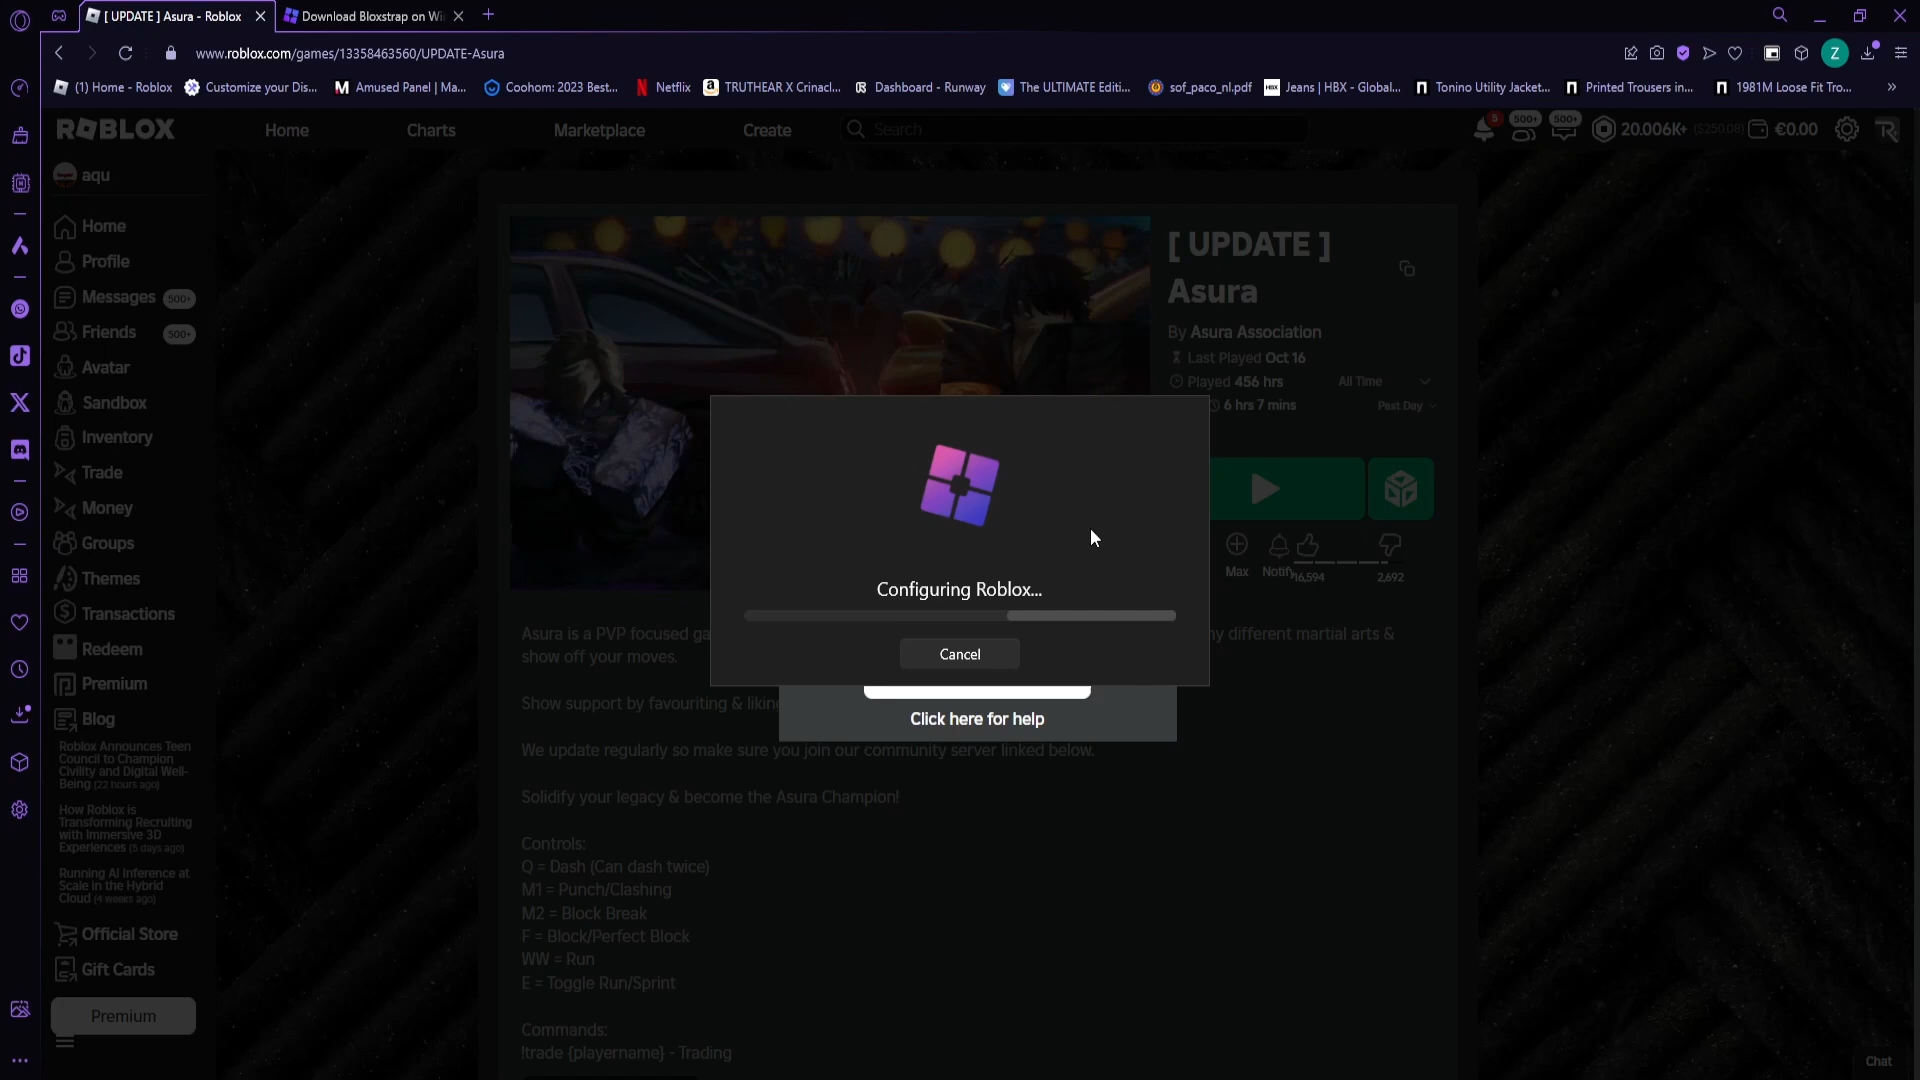 [ UPDATE ] Asura - Roblox
Download Bloxstrap on Wi
www.roblox.com/games/13358463560/UPDATE-Asura
Z
(1) Home - Roblox
Customize your Dis...
Amused Panel | Ma...
Coohom: 2023 Best...
Netflix
TRUTHEAR X Crinacl...
Dashboard - Runway
The ULTIMATE Editi...
sof_paco_nl.pdf
Jeans | HBX - Global...
Tonino Utility Jacket...
Printed Trousers in...
1981M Loose Fit Tro...
ROBLOX
Home
Charts
Marketplace
Create
Search
5
500+
500+
20.006K+ ($250.08)
€0.00
aqu
Home
Profile
Messages 500+
Friends 500+
Avatar
Sandbox
Inventory
Trade
Money
Groups
Themes
Transactions
Redeem
Premium
Blog
Roblox Announces Teen
Council to Champion
Civility and Digital Well-
Being (22 hours ago)
How Roblox is
Transforming Recruiting
with Immersive 3D
Experiences (5 days ago)
Running AI Inference at
Scale in the Hybrid
Cloud (4 weeks ago)
Official Store
Gift Cards
Premium
[ UPDATE ]
Asura
By Asura Association
Last Played Oct 16
Played 456 hrs
All Time
6 hrs 7 mins
Past Day
Max
Notify
16,594
2,692
Configuring Roblox...
Cancel
Click here for help
Asura is a PVP focused ga
ny different martial arts &
show off your moves.
Show support by favouriting & liking
We update regularly so make sure you join our community server linked below.
Solidify your legacy & become the Asura Champion!
Controls:
Q = Dash (Can dash twice)
M1 = Punch/Clashing
M2 = Block Break
F = Block/Perfect Block
WW = Run
E = Toggle Run/Sprint
Commands:
!trade {playername} - Trading
Chat